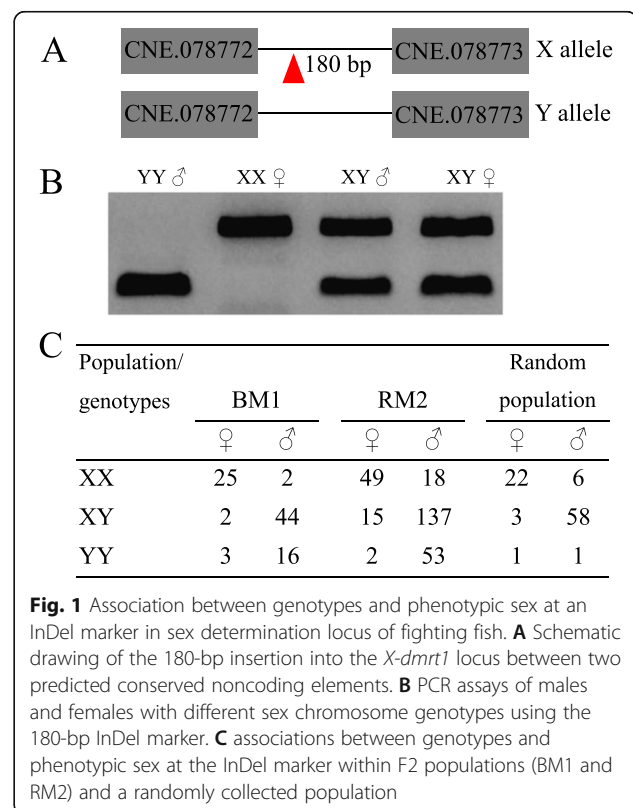 A
CNE.078772 180 bp CNE.078773 X allele
CNE.078772 CNE.078773 Y allele
B
YY ♂ XX ♀ XY ♂ XY ♀
C
Population/ Random
genotypes BM1 RM2 population
♀ ♂ ♀ ♂ ♀ ♂
XX 25 2 49 18 22 6
XY 2 44 15 137 3 58
YY 3 16 2 53 1 1
Fig. 1 Association between genotypes and phenotypic sex at an
InDel marker in sex determination locus of fighting fish. A Schematic
drawing of the 180-bp insertion into the X-dmrt1 locus between two
predicted conserved noncoding elements. B PCR assays of males
and females with different sex chromosome genotypes using the
180-bp InDel marker. C associations between genotypes and
phenotypic sex at the InDel marker within F2 populations (BM1 and
RM2) and a randomly collected population